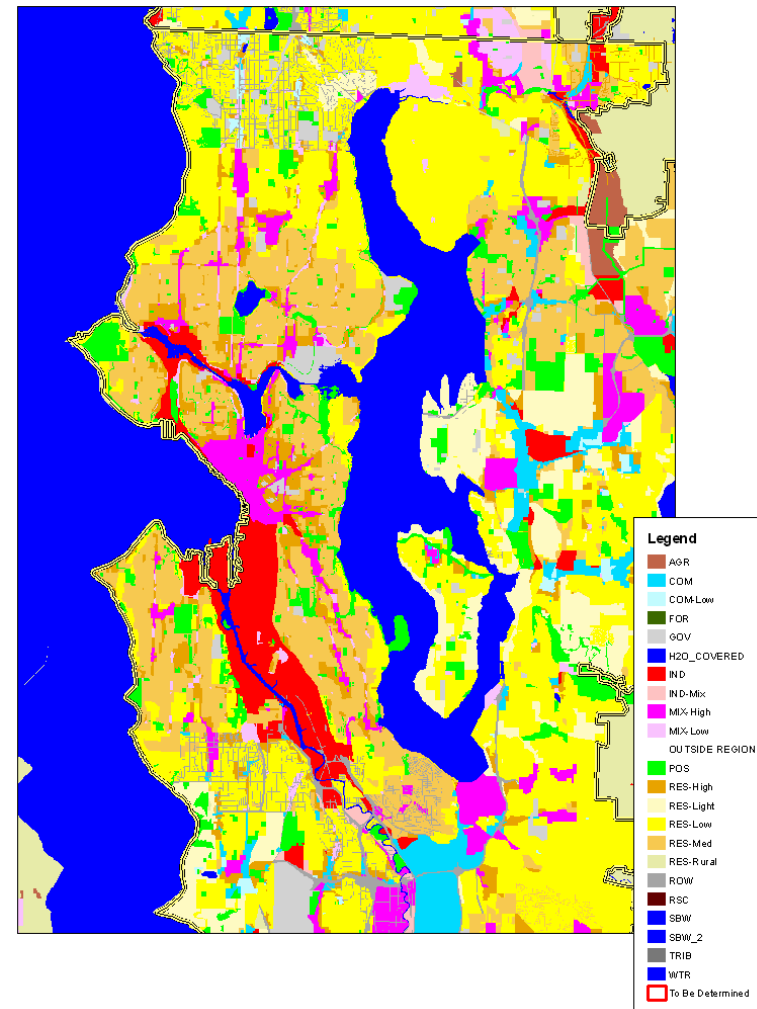 Legend
AGR
COM
COM-Low
FOR
GOV
H2O_COVERED
IND
IND-Mix
MIX-High
MIX-Low
OUTSIDE REGION
POS
RES-High
RES-Light
RES-Low
RES-Med
RES-Rural
ROW
RSC
SBW
SBW_2
TRIB
WTR
To Be Determined